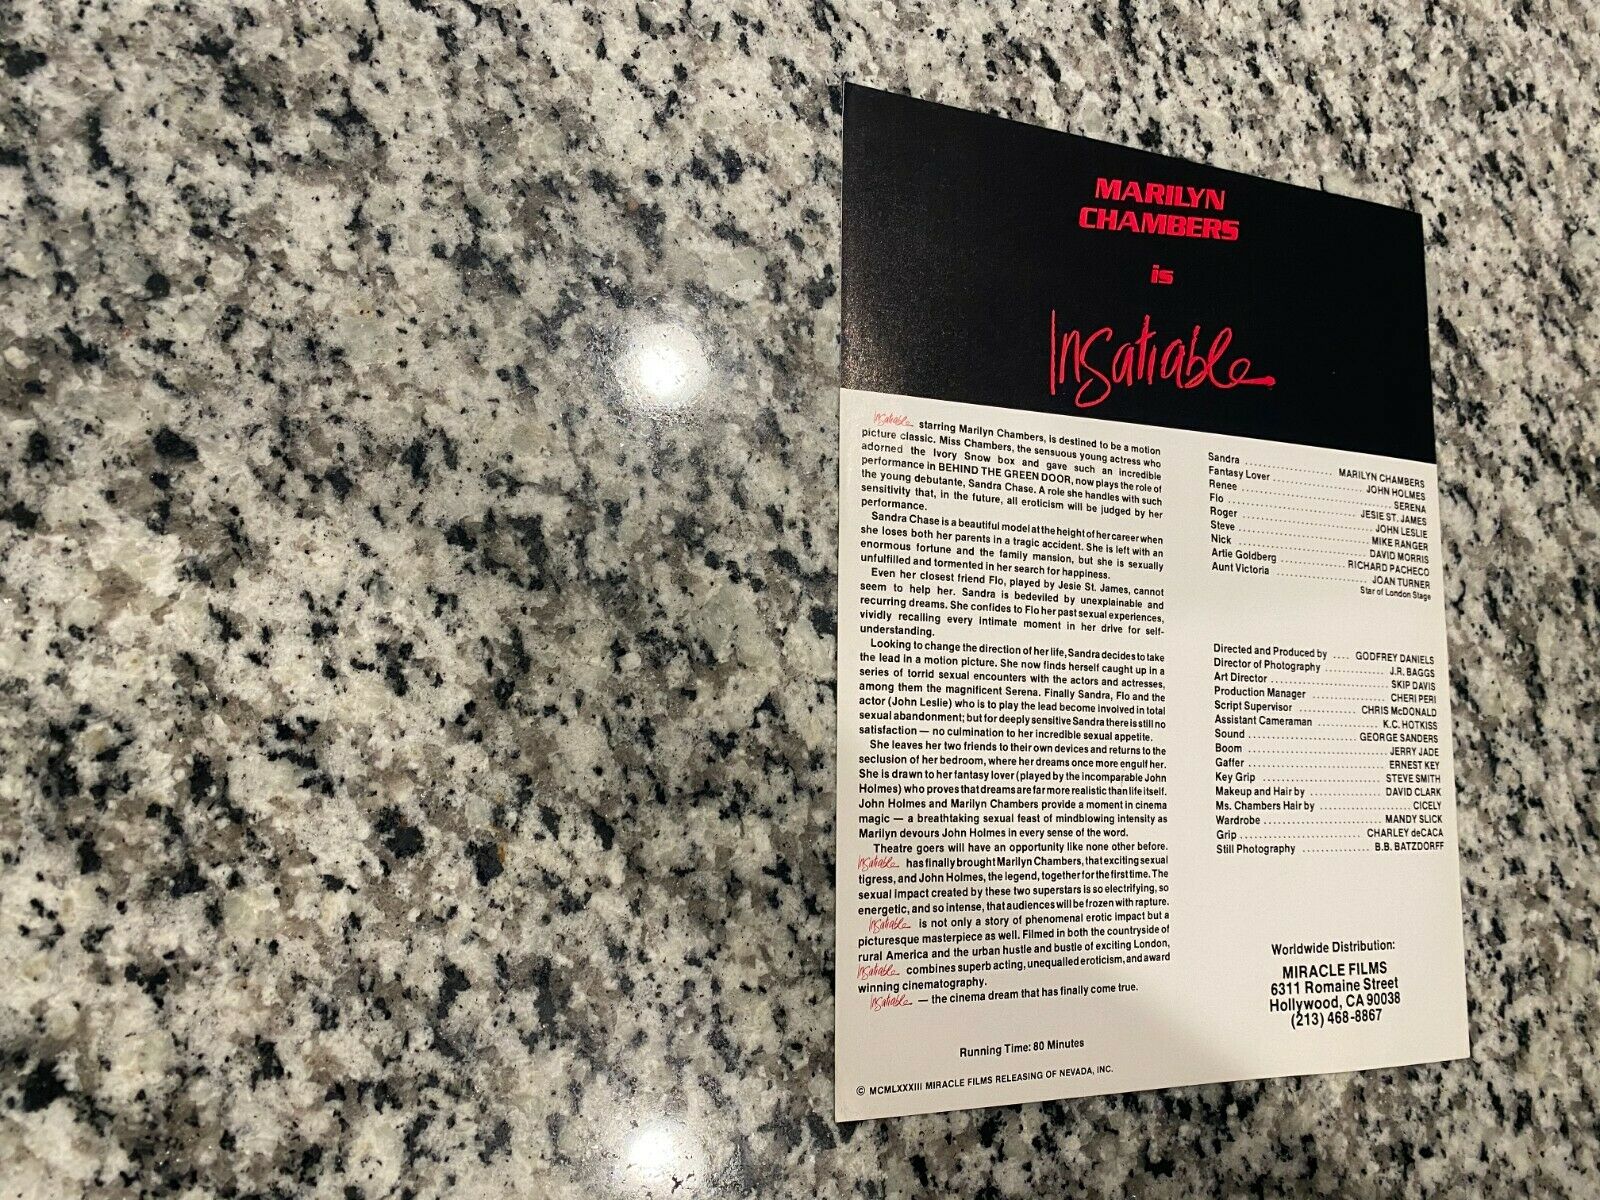 MARILYN
CHAMBERS
is
Insatiable
Insatiable starring Marilyn Chambers, is destined to be a motion
picture classic. Miss Chambers, the sensuous young actress who
adorned the Ivory Snow box and gave such an incredible
performance in BEHIND THE GREEN DOOR, now plays the role of
the young debutante, Sandra Chase. A role she handles with such
sensitivity that, in the future, all eroticism will be judged by her
performance.
Sandra Chase is a beautiful model at the height of her career when
she loses both her parents in a tragic accident. She is left with an
enormous fortune and the family mansion, but she is sexually
unfulfilled and tormented in her search for happiness.
Even her closest friend Flo, played by Jesie St. James, cannot
seem to help her. Sandra is bedeviled by unexplainable and
recurring dreams. She confides to Flo her past sexual experiences,
vividly recalling every intimate moment in her drive for self-
understanding.
Looking to change the direction of her life, Sandra decides to take
the lead in a motion picture. She now finds herself caught up in a
series of torrid sexual encounters with the actors and actresses,
among them the magnificent Serena. Finally Sandra, Flo and the
actor (John Leslie) who is to play the lead become involved in total
sexual abandonment; but for deeply sensitive Sandra there is still no
satisfaction — no culmination to her incredible sexual appetite.
She leaves her two friends to their own devices and returns to the
seclusion of her bedroom, where her dreams once more engulf her.
She is drawn to her fantasy lover (played by the incomparable John
Holmes) who proves that dreams are far more realistic than life itself.
John Holmes and Marilyn Chambers provide a moment in cinema
magic — a breathtaking sexual feast of mindblowing intensity as
Marilyn devours John Holmes in every sense of the word.
Theatre goers will have an opportunity like none other before.
Insatiable has finally brought Marilyn Chambers, that exciting sexual
tigress, and John Holmes, the legend, together for the first time. The
sexual impact created by these two superstars is so electrifying, so
energetic, and so intense, that audiences will be frozen with rapture.
Insatiable is not only a story of phenomenal erotic impact but a
picturesque masterpiece as well. Filmed in both the countryside of
rural America and the urban hustle and bustle of exciting London,
Insatiable combines superb acting, unequalled eroticism, and award
winning cinematography.
Insatiable — the cinema dream that has finally come true.
Running Time: 80 Minutes
© MCMLXXXIII MIRACLE FILMS RELEASING OF NEVADA, INC.
Sandra .................... MARILYN CHAMBERS
Fantasy Lover .................... JOHN HOLMES
Renee .................... SERENA
Flo .................... JESIE ST. JAMES
Roger .................... JOHN LESLIE
Steve .................... MIKE RANGER
Nick .................... DAVID MORRIS
Artie Goldberg .................... RICHARD PACHECO
Aunt Victoria .................... JOAN TURNER
Star of London Stage
Directed and Produced by .... GODFREY DANIELS
Director of Photography .............. J.R. BAGGS
Art Director .................... SKIP DAVIS
Production Manager .............. CHERI PERI
Script Supervisor .............. CHRIS McDONALD
Assistant Cameraman .............. K.C. HOTKISS
Sound .................... GEORGE SANDERS
Boom .................... JERRY JADE
Gaffer .................... ERNEST KEY
Key Grip .................... STEVE SMITH
Makeup and Hair by .............. DAVID CLARK
Ms. Chambers Hair by .............. CICELY
Wardrobe .................... MANDY SLICK
Grip .................... CHARLEY deCACA
Still Photography .............. B.B. BATZDORFF
Worldwide Distribution:
MIRACLE FILMS
6311 Romaine Street
Hollywood, CA 90038
(213) 468-8867